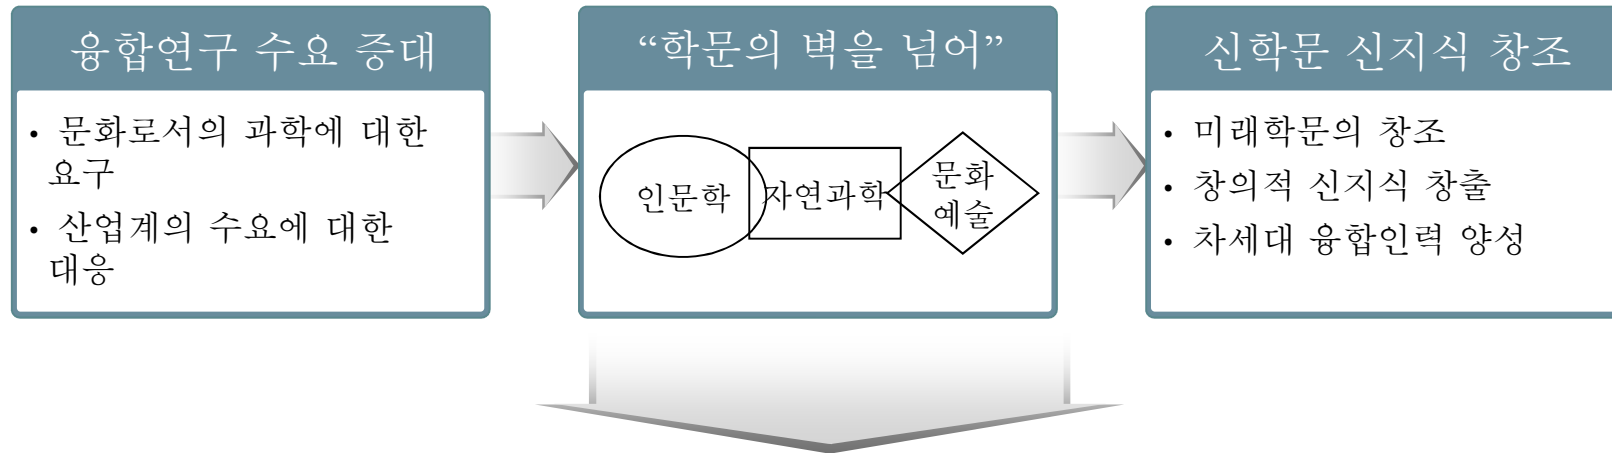 융합연구 수요 증대
• 문화로서의 과학에 대한
요구
• 산업계의 수요에 대한
대응
“학문의 벽을 넘어”
인문학
자연과학
문화
예술
신학문 신지식 창조
• 미래학문의 창조
• 창의적 신지식 창출
• 차세대 융합인력 양성